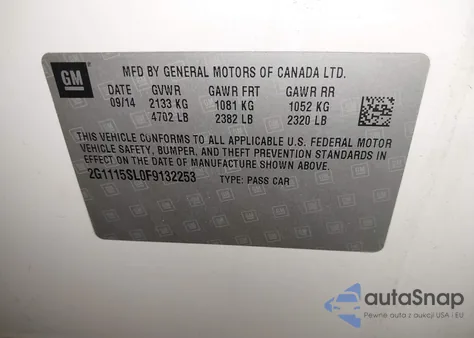 GM
MFD BY GENERAL MOTORS OF CANADA LTD.
DATE GVWR GAWR FRT GAWR RR
09/14 2133 KG 1081 KG 1052 KG
4702 LB 2382 LB 2320 LB
THIS VEHICLE CONFORMS TO ALL APPLICABLE U.S. FEDERAL MOTOR
VEHICLE SAFETY, BUMPER, AND THEFT PREVENTION STANDARDS IN
EFFECT ON THE DATE OF MANUFACTURE SHOWN ABOVE.
2G1115SL0F9132253 TYPE: PASS CAR
autoSnap
Pewne auta z aukcji USA i EU